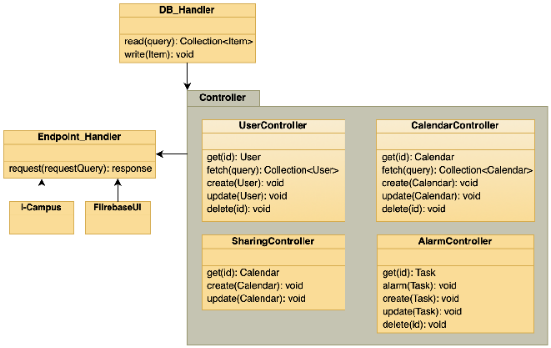 DB_Handler
read(query): Collection<Item>
write(Item): void
Controller
Endpoint_Handler
request(requestQuery): response
I-Campus
FIirebaseUI
UserController
get(id): User
fetch(query): Collection<User>
create(User): void
update(User): void
delete(id): void
CalendarController
get(id): Calendar
fetch(query): Collection<Calendar>
create(Calendar): void
update(Calendar): void
delete(id): void
SharingController
get(id): Calendar
create(Calendar): void
update(Calendar): void
AlarmController
get(id): Task
alarm(Task): void
create(Task): void
update(Task): void
delete(id): void